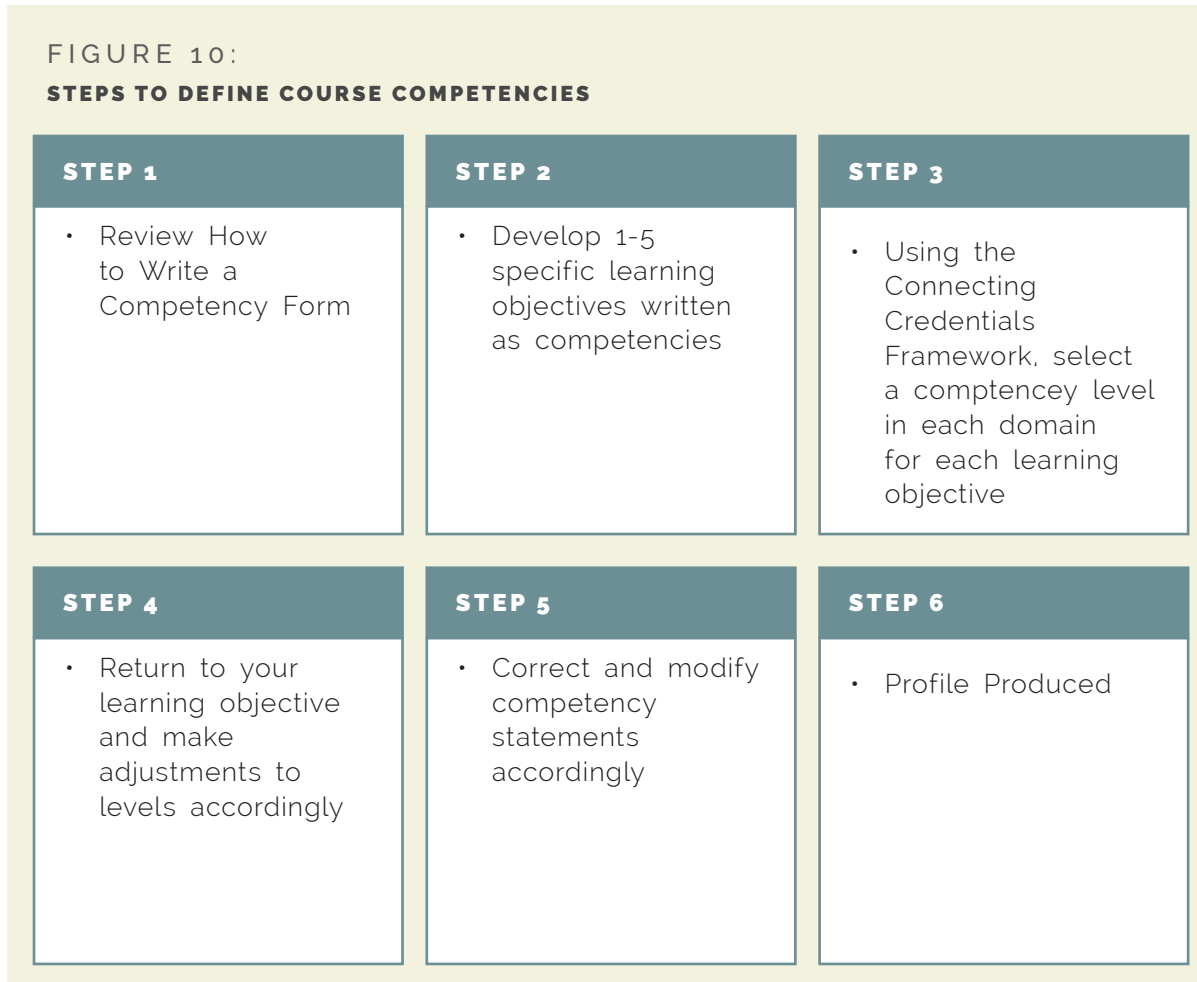 FIGURE 10:
STEPS TO DEFINE COURSE COMPETENCIES
STEP 1
• Review How
to Write a
Competency Form
STEP 2
• Develop 1-5
specific learning
objectives written
as competencies
STEP 3
• Using the
Connecting
Credentials
Framework, select
a comptencey level
in each domain
for each learning
objective
STEP 4
• Return to your
learning objective
and make
adjustments to
levels accordingly
STEP 5
• Correct and modify
competency
statements
accordingly
STEP 6
• Profile Produced